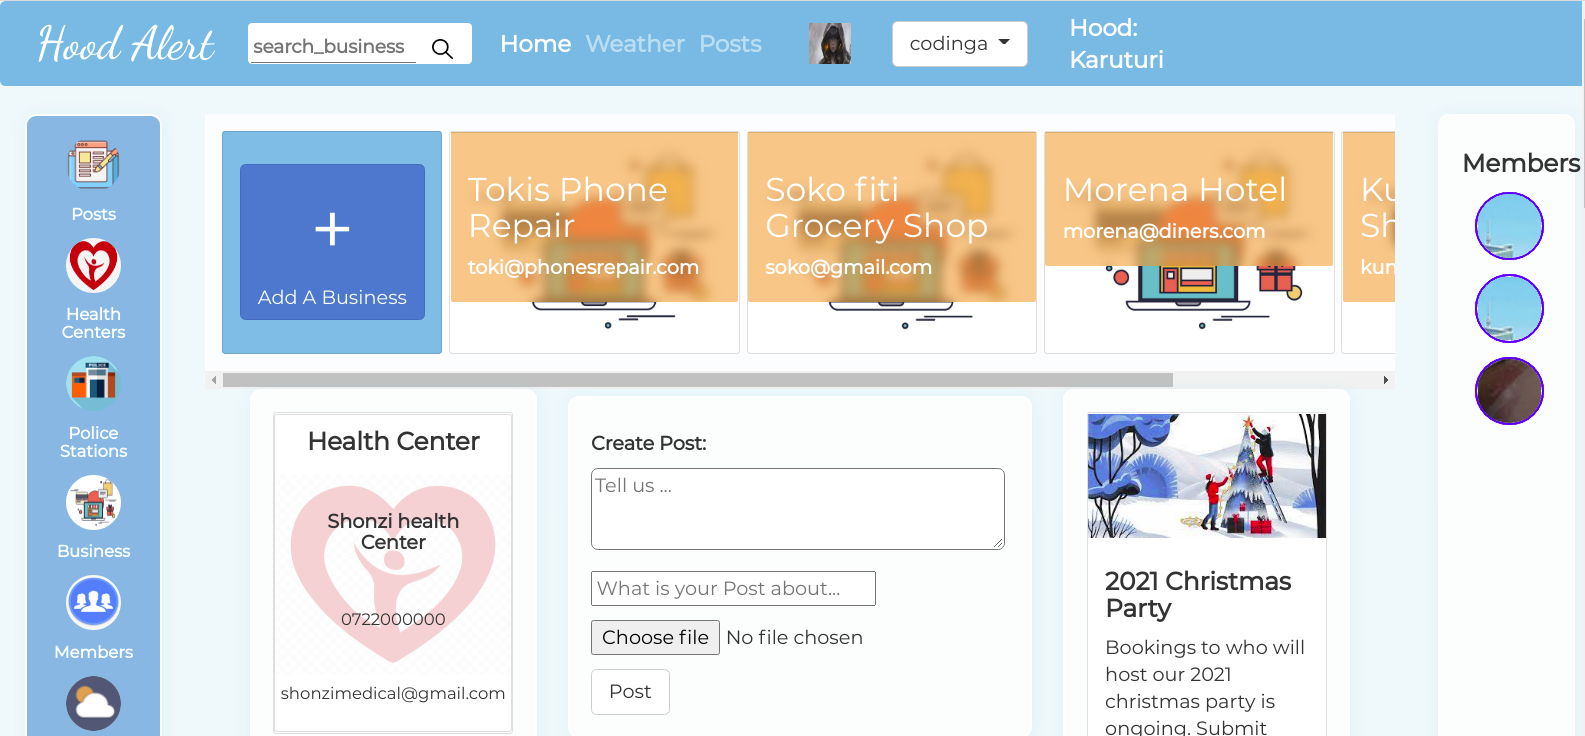 Hood Alert
search_business
Home Weather Posts
codinga
Hood:
Karuturi
Posts
Health
Centers
Police
Stations
Business
Members
Add A Business
Tokis Phone
Repair
toki@phonesrepair.com
Soko fiti
Grocery Shop
soko@gmail.com
Morena Hotel
morena@diners.com
Ku
Sh
kun
Health Center
Shonzi health
Center
0722000000
shonzimedical@gmail.com
Create Post:
Tell us ...
What is your Post about...
Choose file No file chosen
Post
2021 Christmas
Party
Bookings to who will
host our 2021
christmas party is
ongoing. Submit
Members